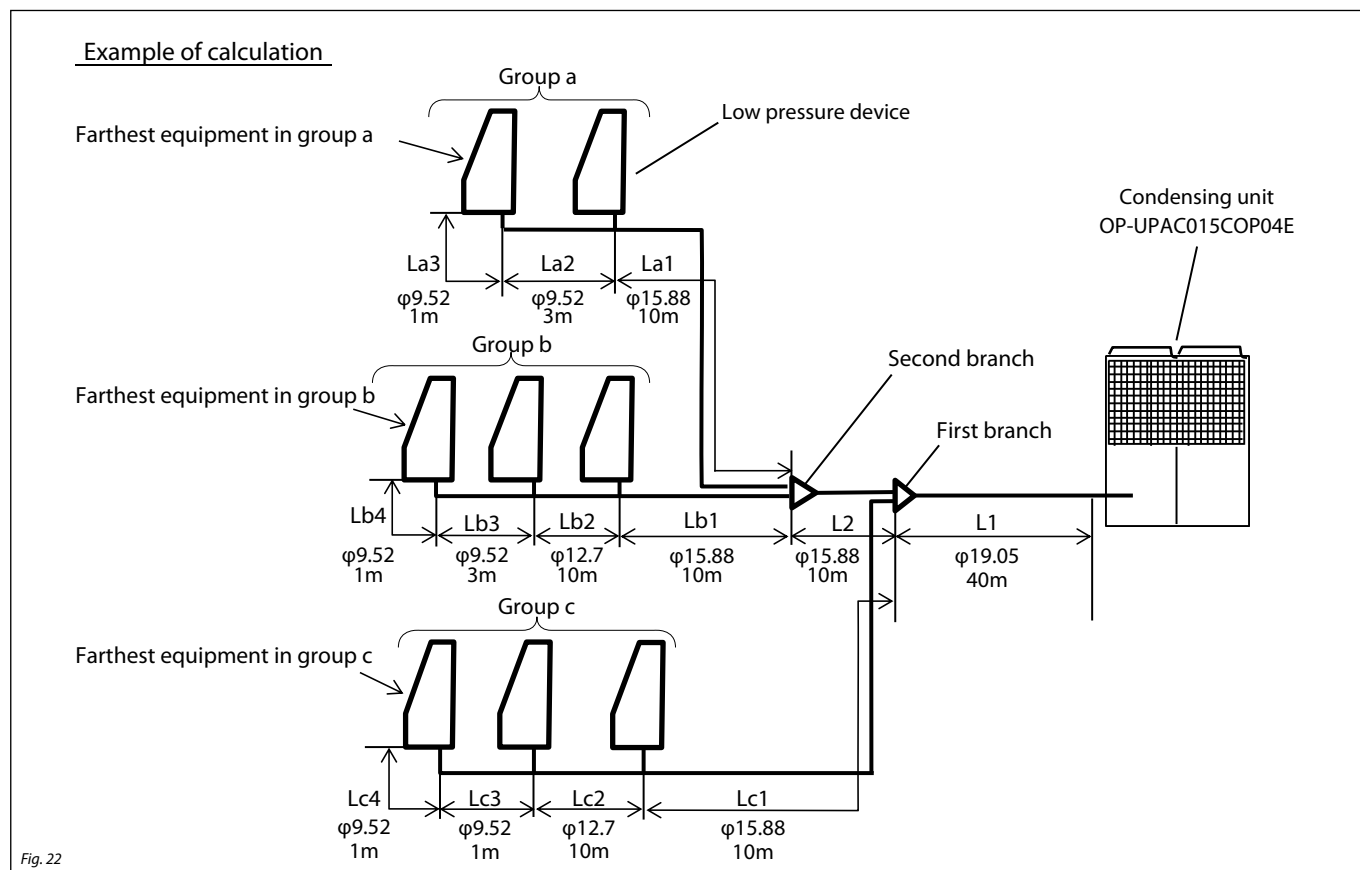 Example of calculation
Group a
Farthest equipment in group a
Low pressure device
Condensing unit
OP-UPAC015COP04E
La3
La2
La1
φ9.52
φ9.52
φ15.88
1m
3m
10m
Group b
Second branch
Farthest equipment in group b
First branch
Lb4
Lb3
Lb2
Lb1
L2
L1
φ9.52
φ9.52
φ12.7
φ15.88
φ15.88
φ19.05
1m
3m
10m
10m
10m
40m
Group c
Farthest equipment in group c
Lc4
Lc3
Lc2
Lc1
φ9.52
φ9.52
φ12.7
φ15.88
1m
1m
10m
10m
Fig. 22